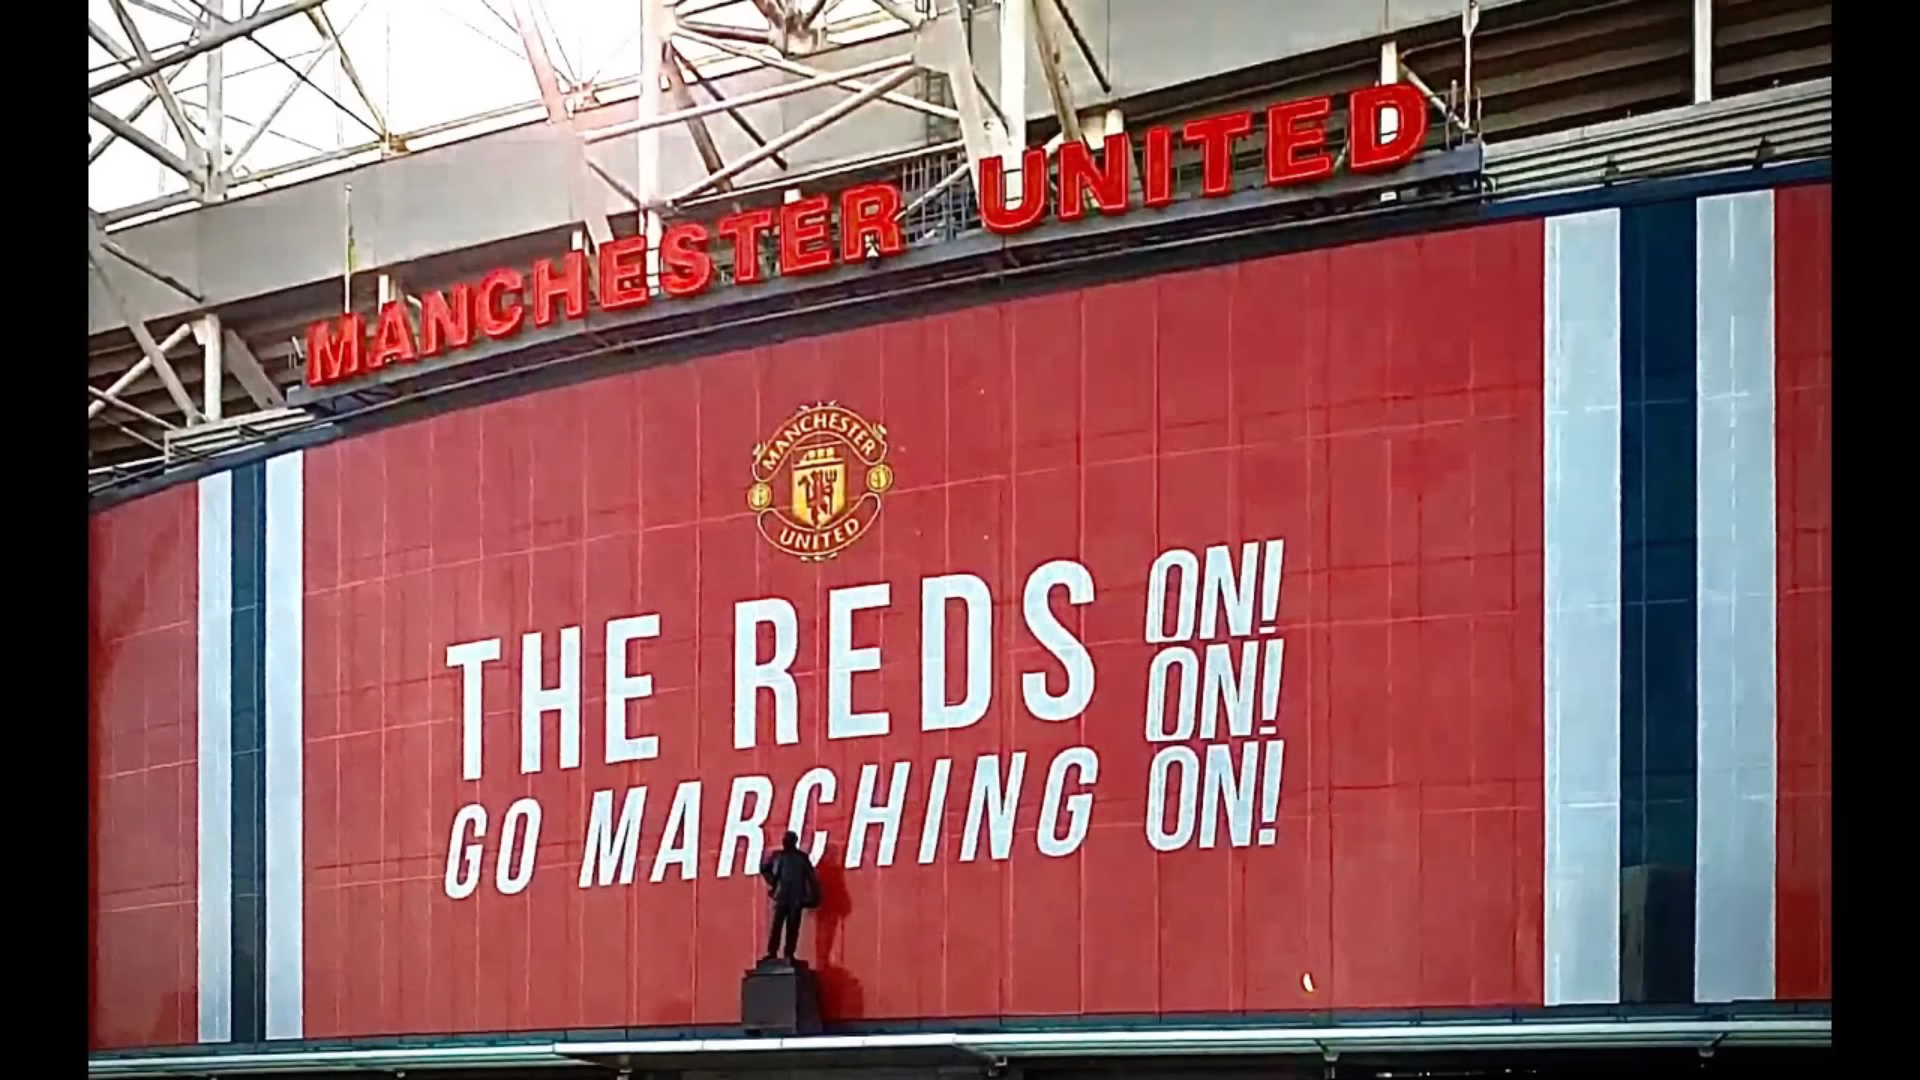 MANCHESTER UNITED
MANCHESTER
UNITED
THE REDS ON!
ON!
GO MARCHING ON!